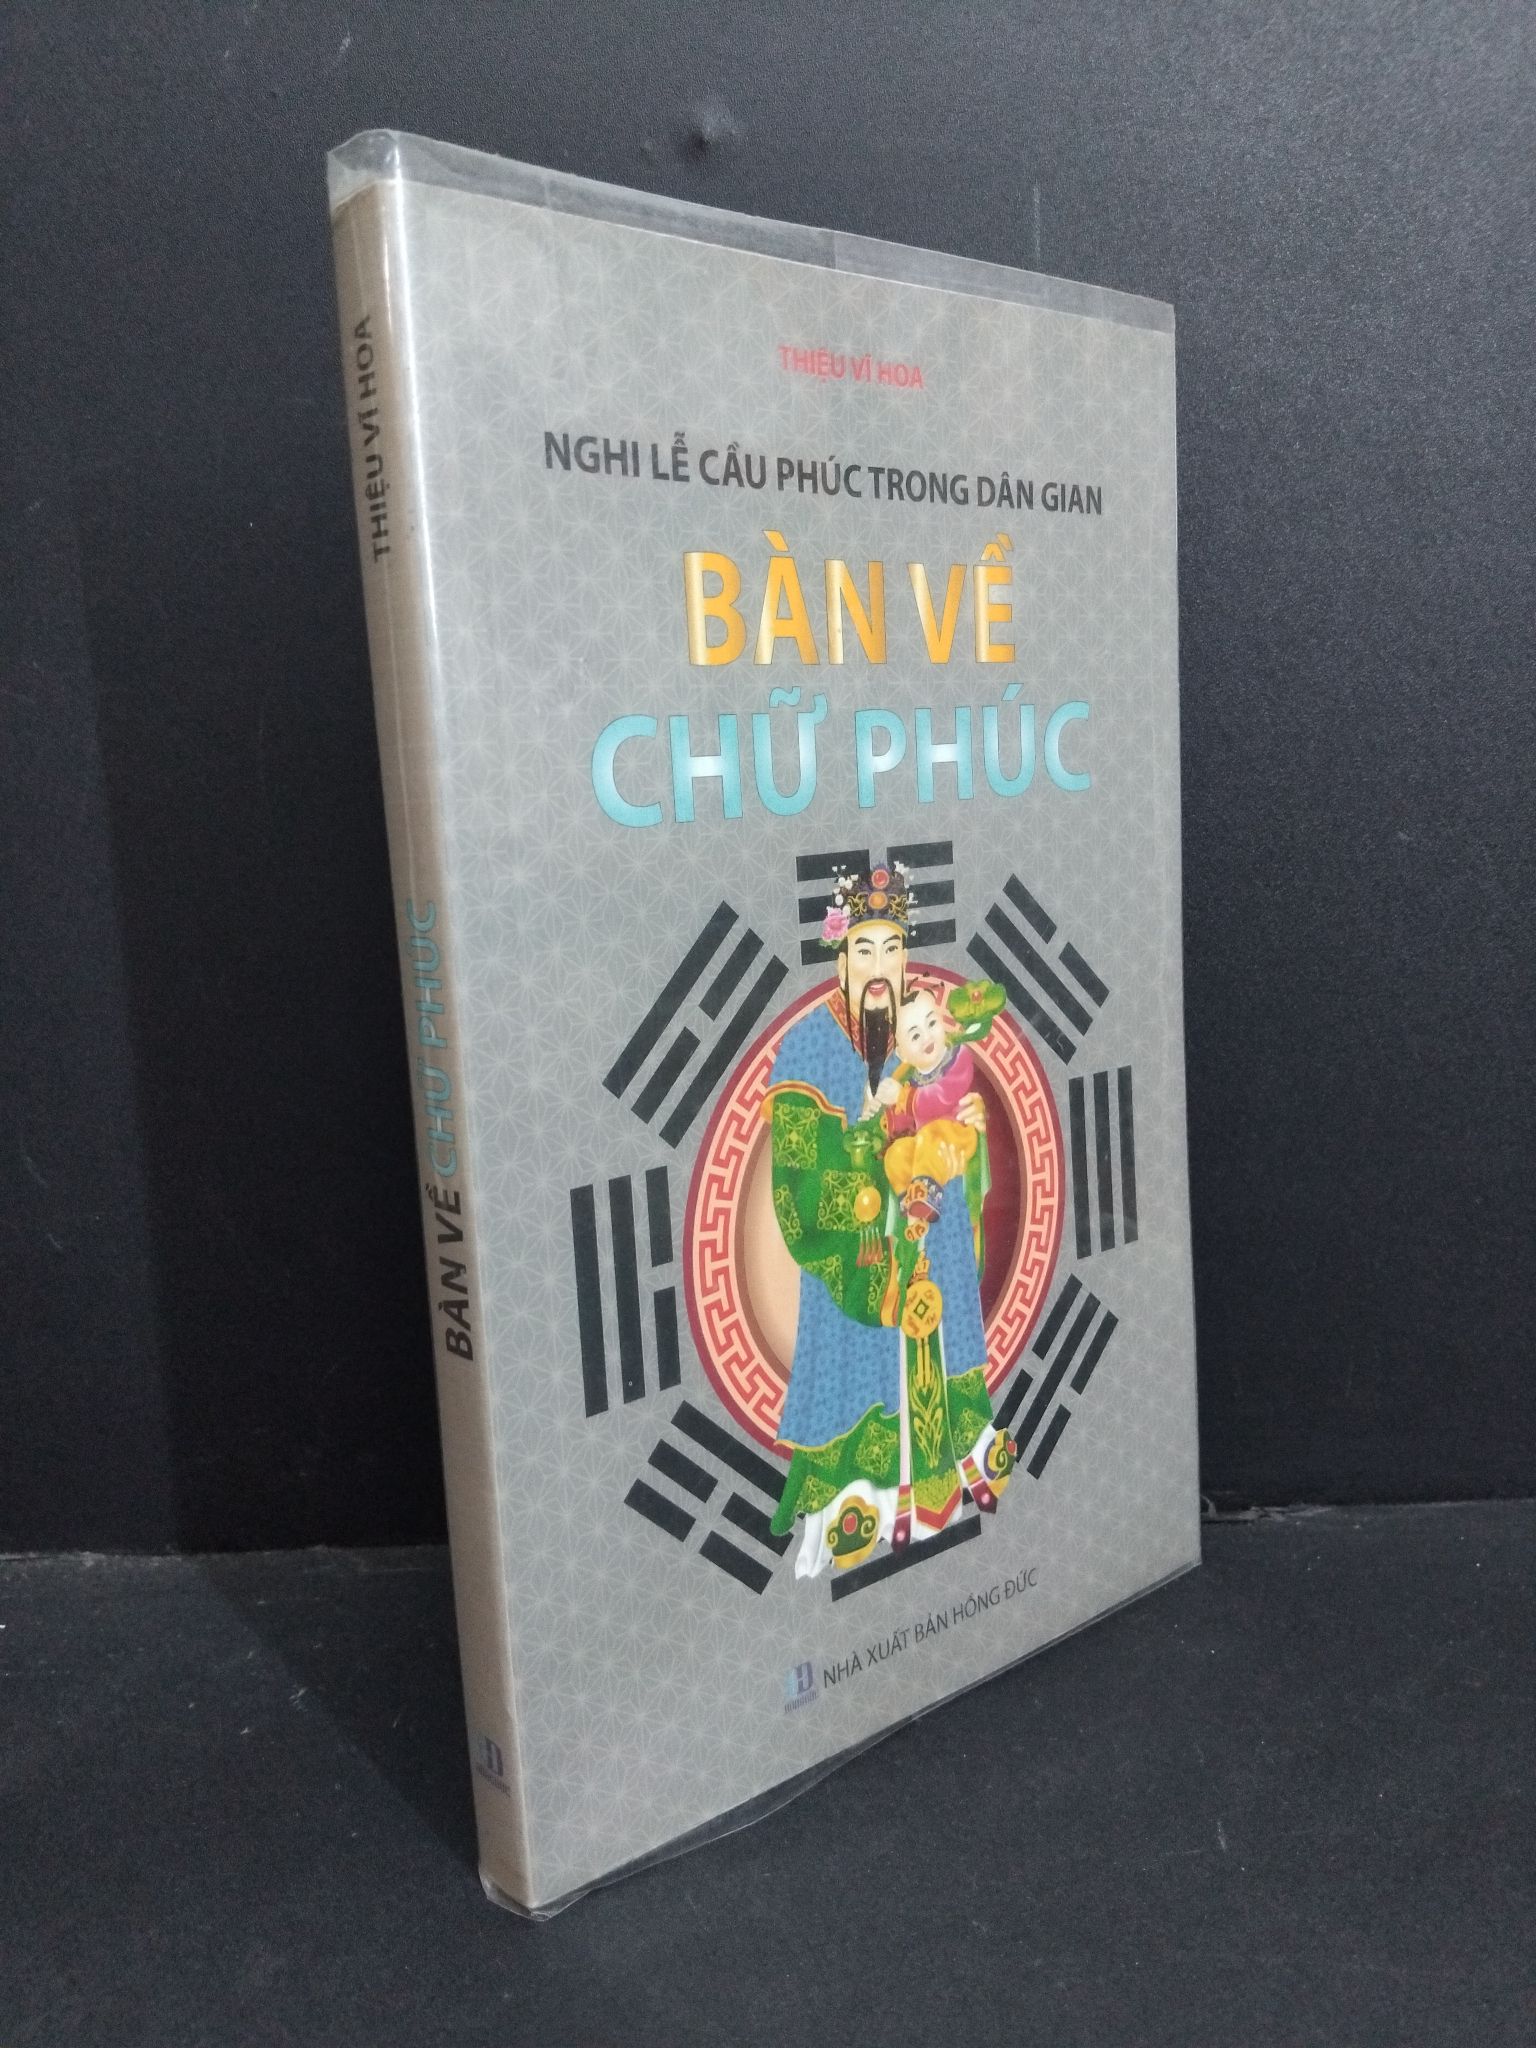 THIỆU VĨ HOA
NGHI LỄ CẦU PHÚC TRONG DÂN GIAN
BÀN VỀ
CHỮ PHÚC
NHÀ XUẤT BẢN HỒNG ĐỨC
THIỆU VĨ HOA
BÀN VỀ CHỮ PHÚC